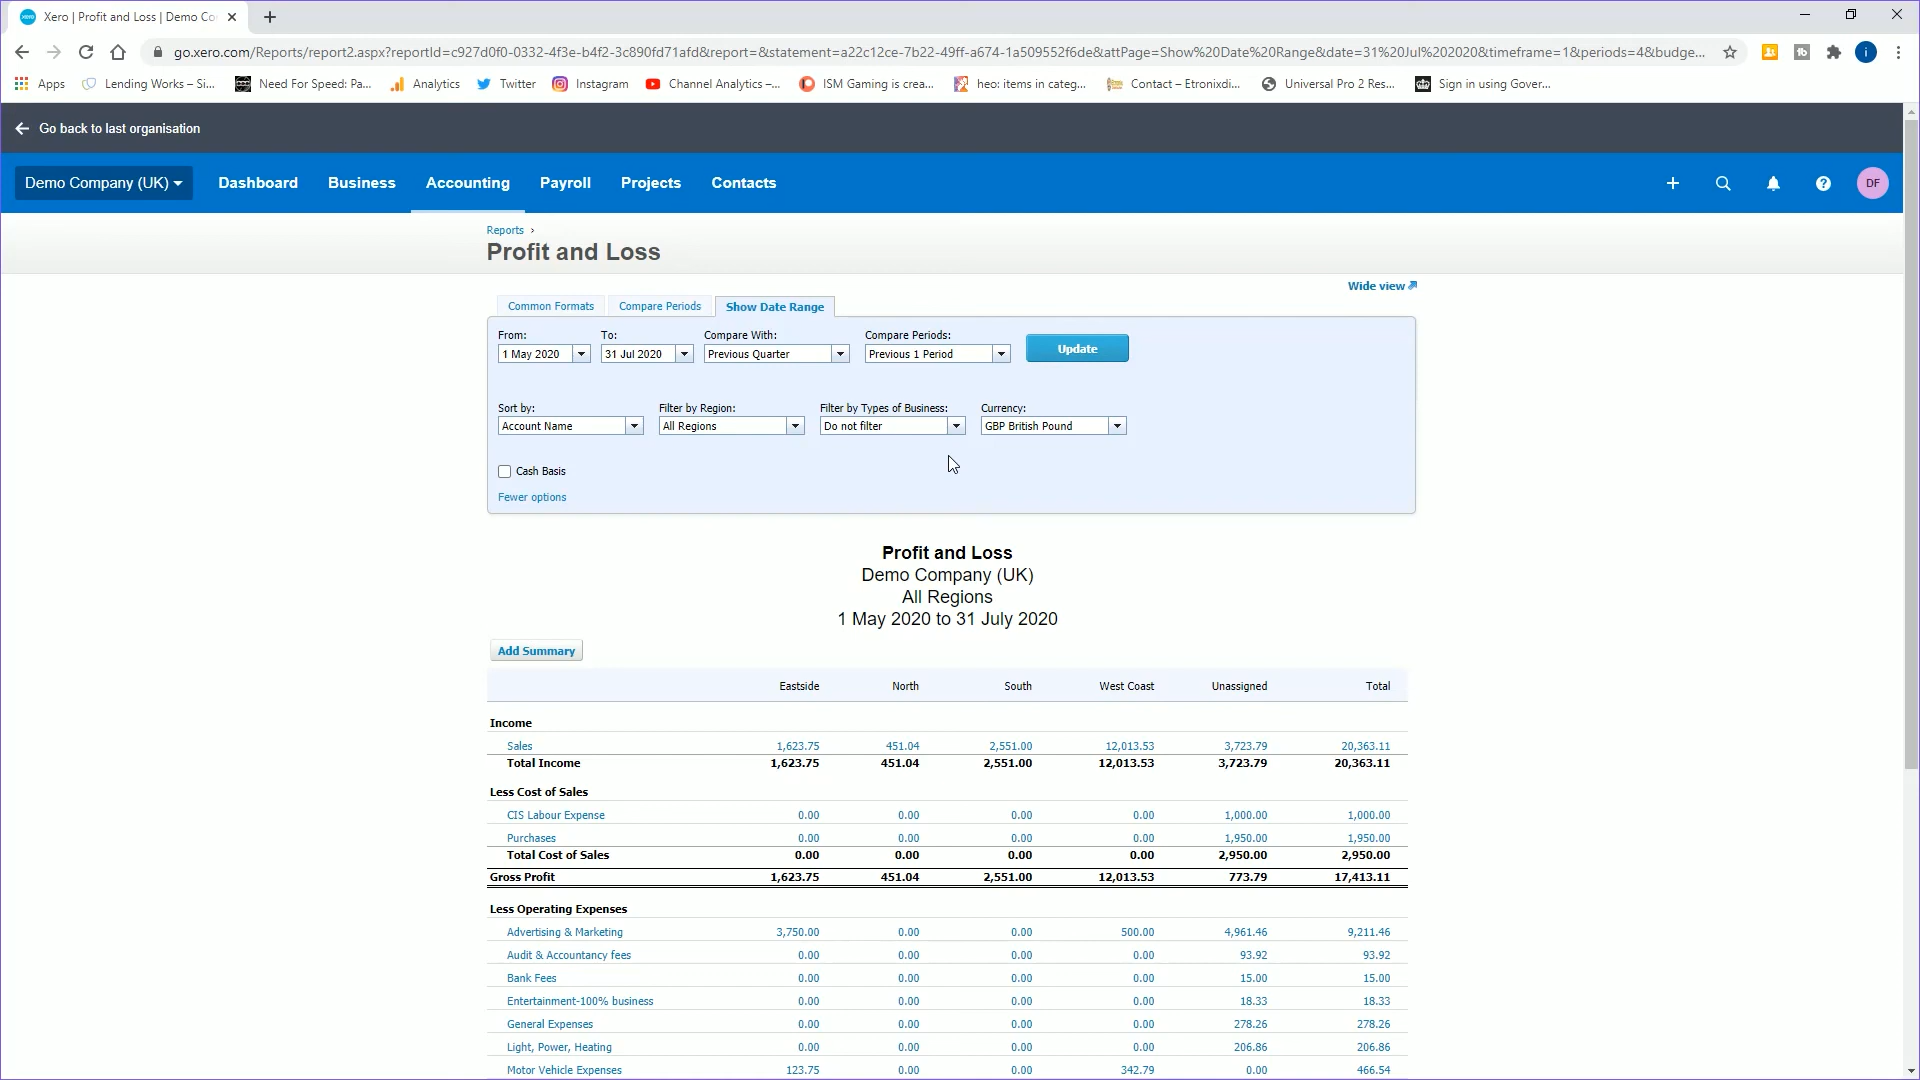 Xero | Profit and Loss | Demo Co
go.xero.com/Reports/report2.aspx?reportId=c927d0f0-0332-4f3e-b4f2-3c890fd71afd&report=&statement=a22c12ce-7b22-49ff-a674-1a509552f6de&attPage=Show%20Date%20Range&date=31%20Jul%202020&timeframe=1&periods=4&budge...
Apps Lending Works – Si... Need For Speed: Pa... Analytics Twitter Instagram Channel Analytics –... ISM Gaming is crea... heo: items in categ... Contact – Etronixdi... Universal Pro 2 Res... Sign in using Gover...
Go back to last organisation
Demo Company (UK) Dashboard Business Accounting Payroll Projects Contacts DF
Reports ›
Profit and Loss
Wide view
Common Formats Compare Periods Show Date Range
From: To: Compare With: Compare Periods:
1 May 2020 31 Jul 2020 Previous Quarter Previous 1 Period Update
Sort by: Filter by Region: Filter by Types of Business: Currency:
Account Name All Regions Do not filter GBP British Pound
Cash Basis
Fewer options
Profit and Loss
Demo Company (UK)
All Regions
1 May 2020 to 31 July 2020
Add Summary
Eastside North South West Coast Unassigned Total
Income
Sales 1,623.75 451.04 2,551.00 12,013.53 3,723.79 20,363.11
Total Income 1,623.75 451.04 2,551.00 12,013.53 3,723.79 20,363.11
Less Cost of Sales
CIS Labour Expense 0.00 0.00 0.00 0.00 1,000.00 1,000.00
Purchases 0.00 0.00 0.00 0.00 1,950.00 1,950.00
Total Cost of Sales 0.00 0.00 0.00 0.00 2,950.00 2,950.00
Gross Profit 1,623.75 451.04 2,551.00 12,013.53 773.79 17,413.11
Less Operating Expenses
Advertising & Marketing 3,750.00 0.00 0.00 500.00 4,961.46 9,211.46
Audit & Accountancy fees 0.00 0.00 0.00 0.00 93.92 93.92
Bank Fees 0.00 0.00 0.00 0.00 15.00 15.00
Entertainment-100% business 0.00 0.00 0.00 0.00 18.33 18.33
General Expenses 0.00 0.00 0.00 0.00 278.26 278.26
Light, Power, Heating 0.00 0.00 0.00 0.00 206.86 206.86
Motor Vehicle Expenses 123.75 0.00 0.00 342.79 0.00 466.54